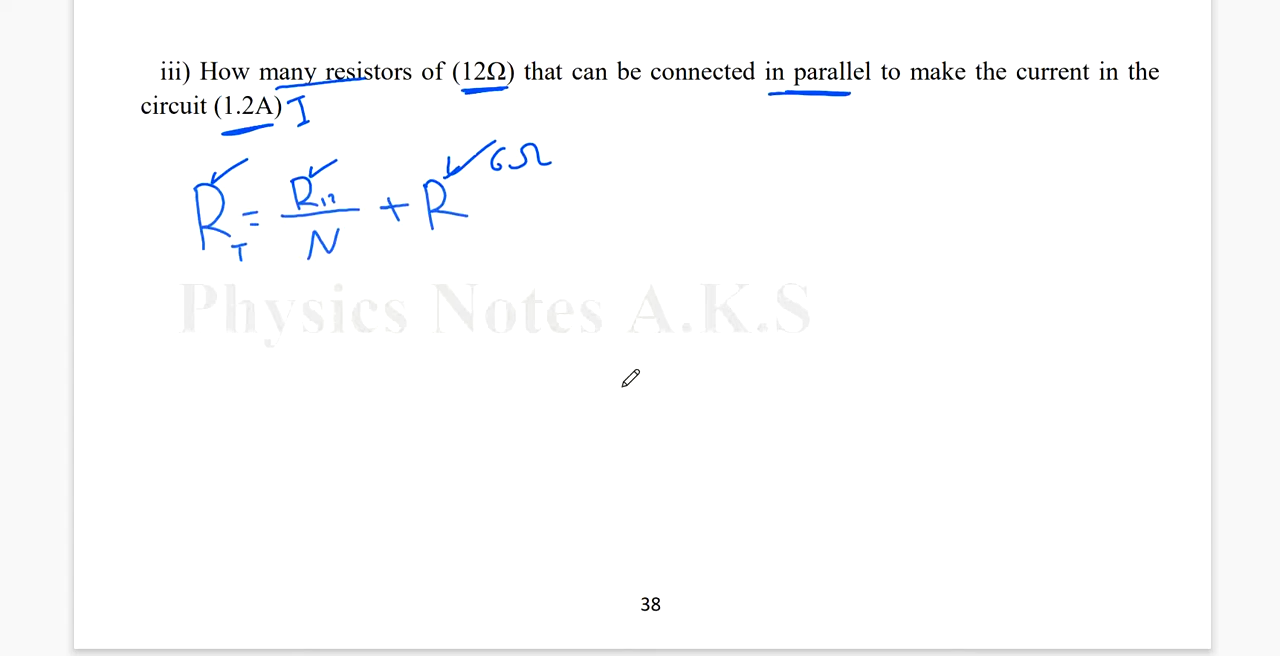 iii) How many resistors of (12Ω) that can be connected in parallel to make the current in the
circuit (1.2A) I
R_T = R₁₂/N + R 6Ω
Physics Notes A.K.S
38